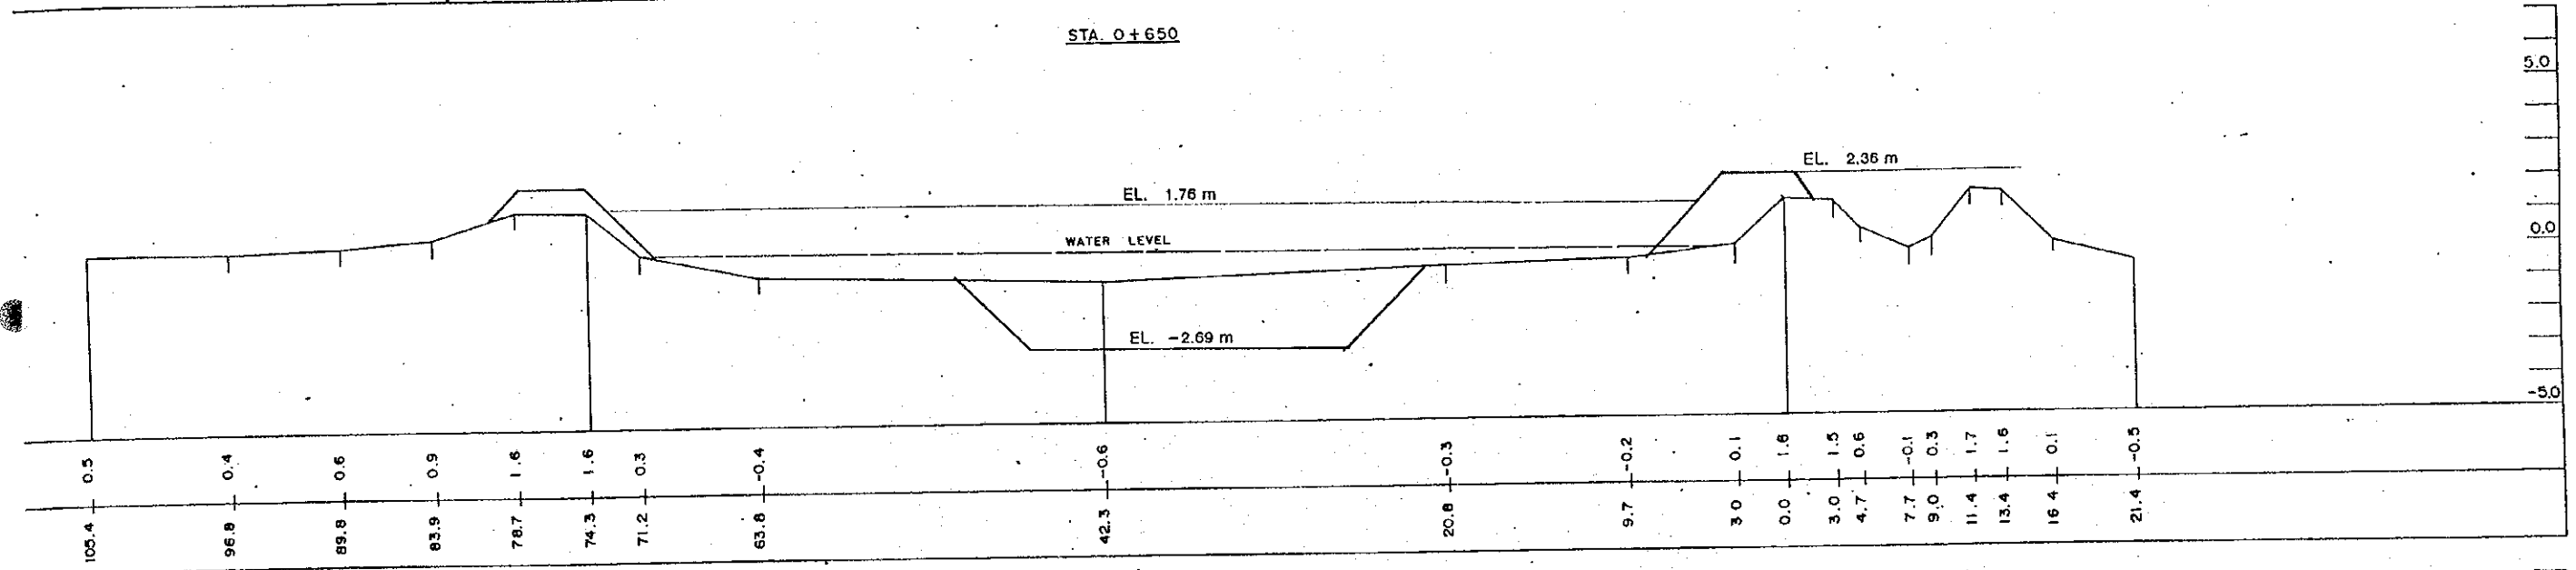 STA. 0+650
5.0
EL. 2.36 m
EL. 1.76 m
0.0
WATER LEVEL
EL. -2.69 m
-5.0
0.5 0.4 0.6 0.9 1.6 1.6 0.3 -0.4 -0.6 -0.3 -0.2 0.1 1.6 1.5 0.6 -0.1 0.3 1.7 1.6 0.1 -0.5
105.4 96.8 89.8 83.9 78.7 74.3 71.2 63.8 42.3 20.8 9.7 3.0 0.0 3.0 4.7 7.7 9.0 11.4 13.4 16.4 21.4